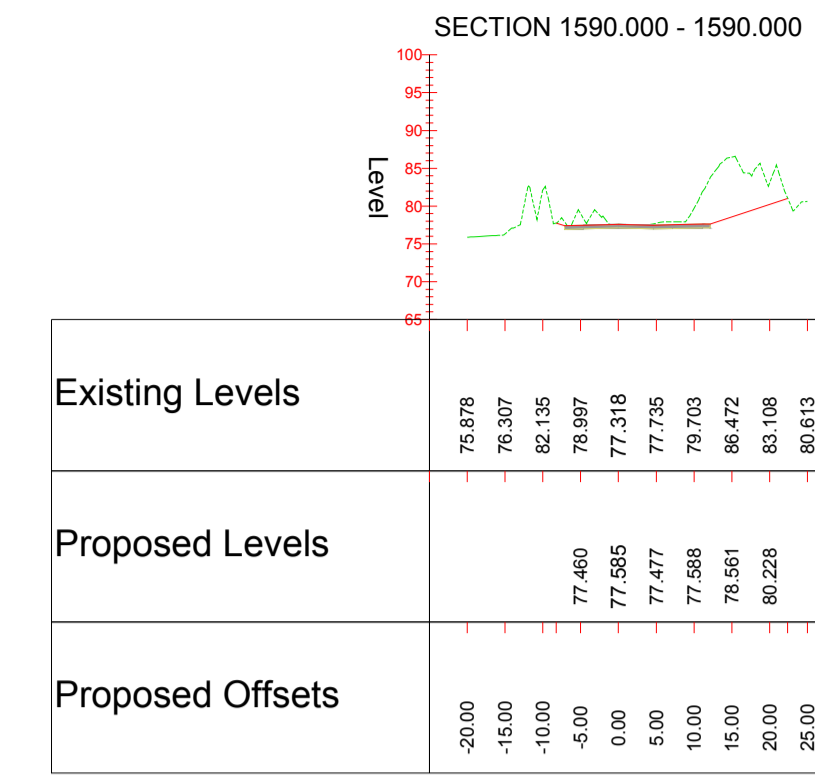 SECTION 1590.000 - 1590.000
100
95
90
85
80
75
70
65
Level
Existing Levels
75.878 76.307 82.135 78.997 77.318 77.735 79.703 86.472 83.108 80.613
Proposed Levels
77.460 77.585 77.477 77.588 78.561 80.228
Proposed Offsets
-20.00 -15.00 -10.00 -5.00 0.00 5.00 10.00 15.00 20.00 25.00